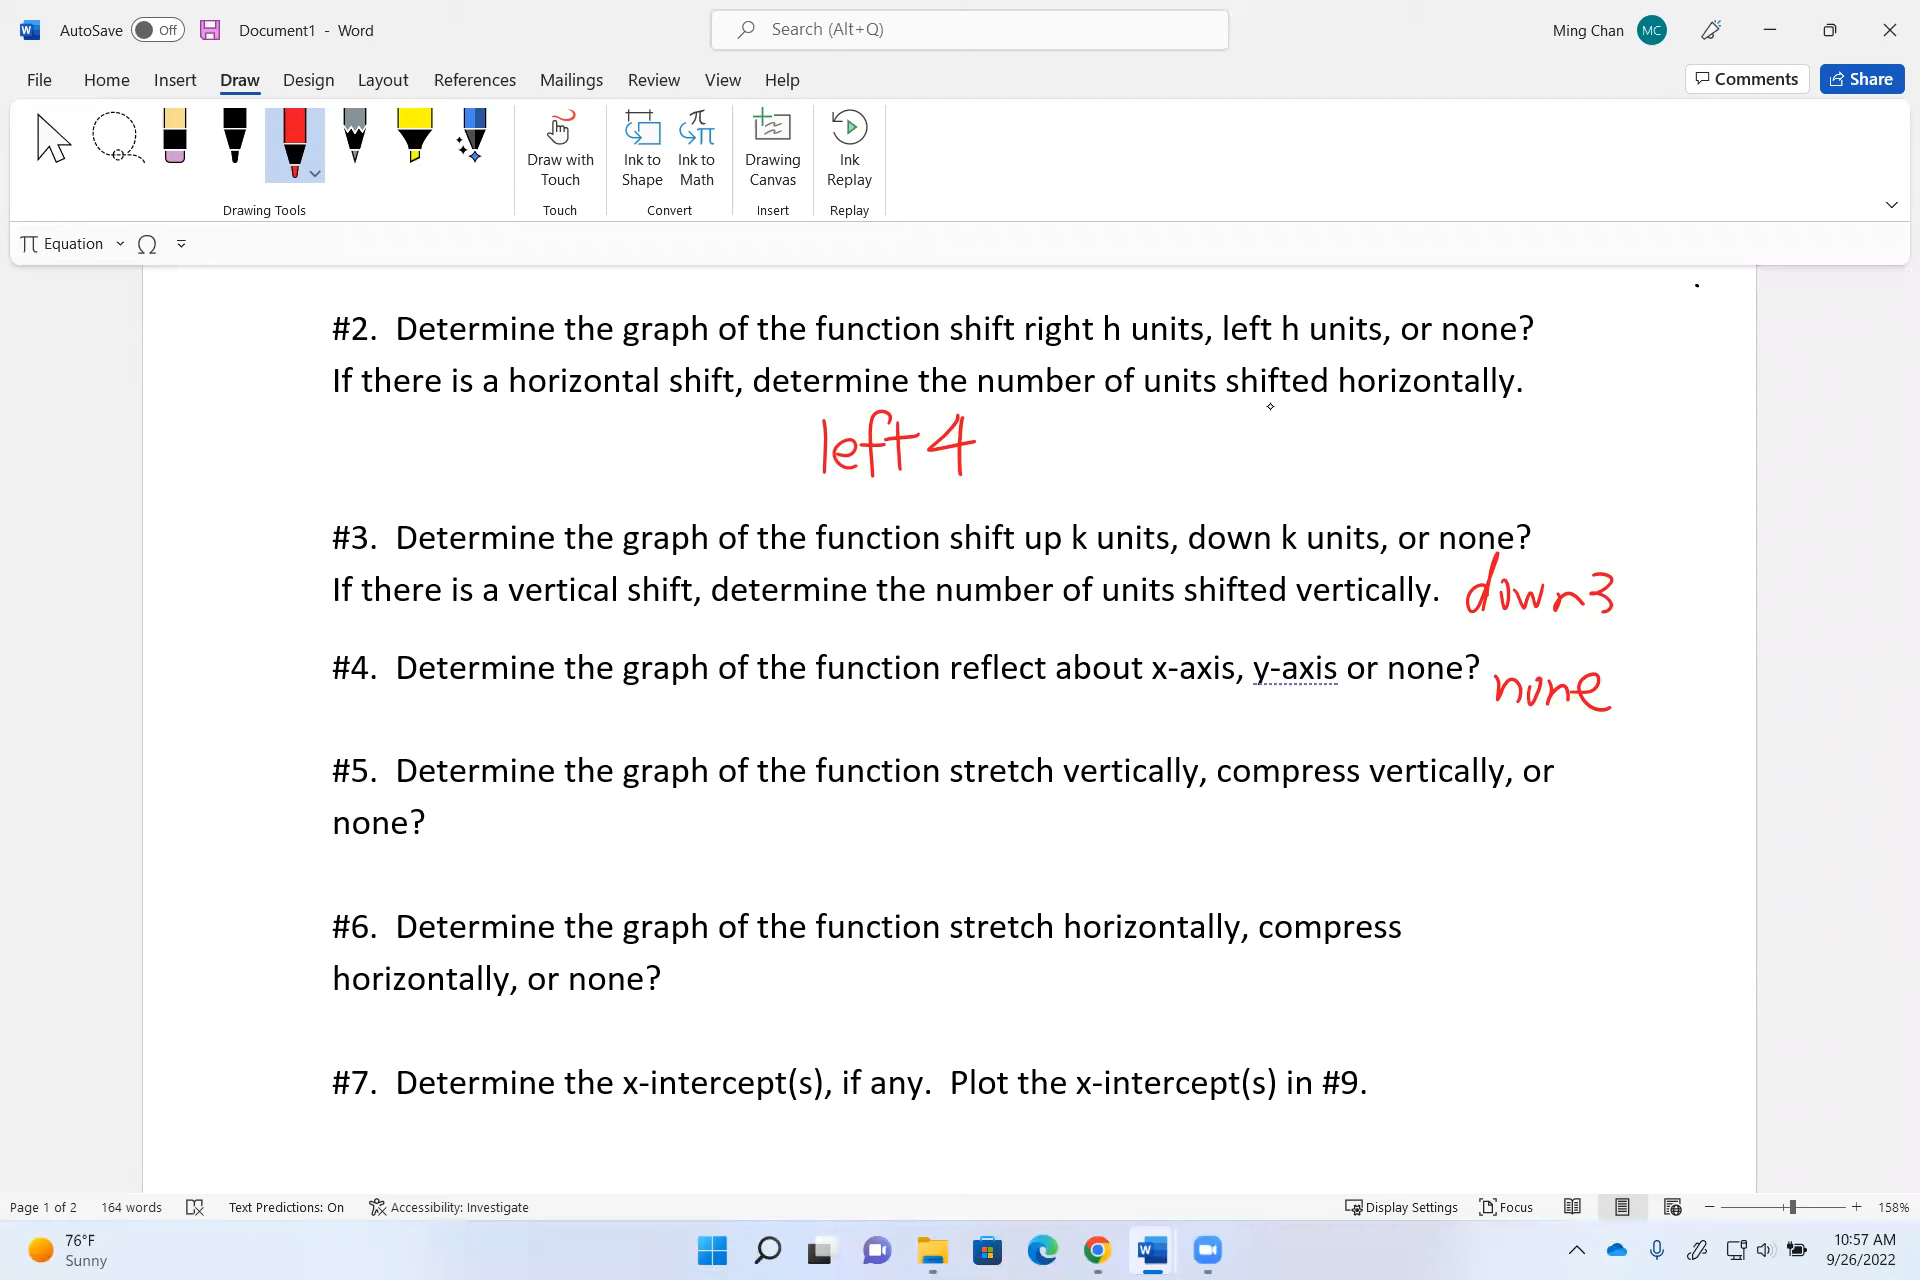 AutoSave Off Document1 - Word Search (Alt+Q) Ming Chan MC
File Home Insert Draw Design Layout References Mailings Review View Help Comments Share
Draw with Touch Ink to Shape Ink to Math Drawing Canvas Ink Replay
Drawing Tools Touch Convert Insert Replay
π Equation Ω
#2. Determine the graph of the function shift right h units, left h units, or none?
If there is a horizontal shift, determine the number of units shifted horizontally.
left 4
#3. Determine the graph of the function shift up k units, down k units, or none?
If there is a vertical shift, determine the number of units shifted vertically. down 3
#4. Determine the graph of the function reflect about x-axis, y-axis or none? none
#5. Determine the graph of the function stretch vertically, compress vertically, or
none?
#6. Determine the graph of the function stretch horizontally, compress
horizontally, or none?
#7. Determine the x-intercept(s), if any. Plot the x-intercept(s) in #9.
Page 1 of 2 164 words Text Predictions: On Accessibility: Investigate Display Settings Focus 158%
76°F 10:57 AM
Sunny 9/26/2022